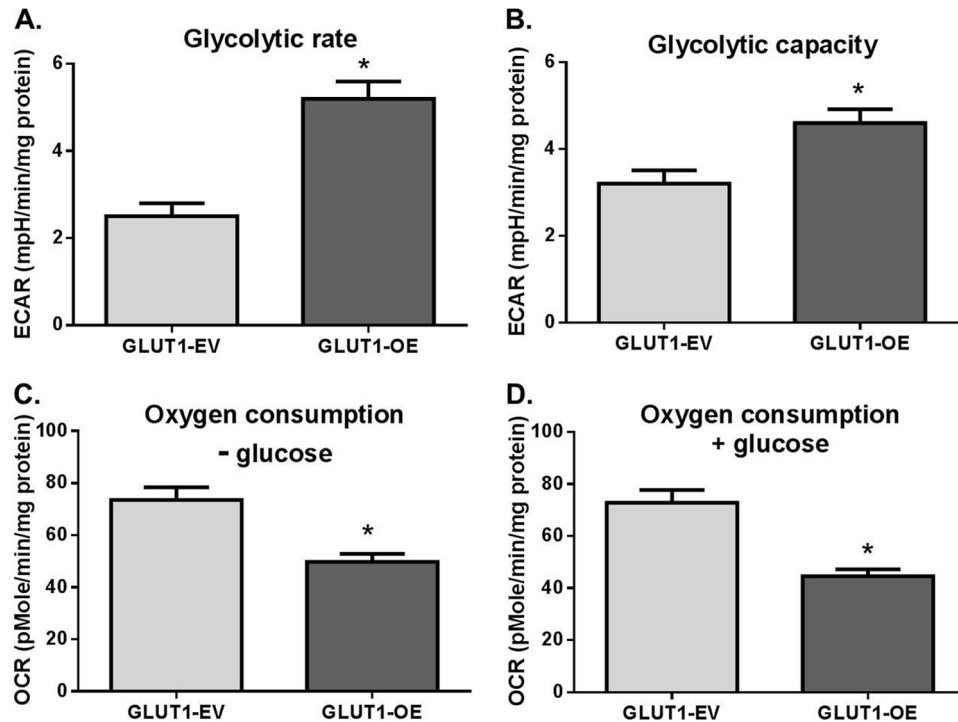 A.
Glycolytic rate
ECAR (mpH/min/mg protein)
6
4
2
0
*
GLUT1-EV GLUT1-OE
B.
Glycolytic capacity
ECAR (mpH/min/mg protein)
6
4
2
0
*
GLUT1-EV GLUT1-OE
C.
Oxygen consumption
- glucose
OCR (pMole/min/mg protein)
100
80
60
40
20
0
*
GLUT1-EV GLUT1-OE
D.
Oxygen consumption
+ glucose
OCR (pMole/min/mg protein)
100
80
60
40
20
0
*
GLUT1-EV GLUT1-OE